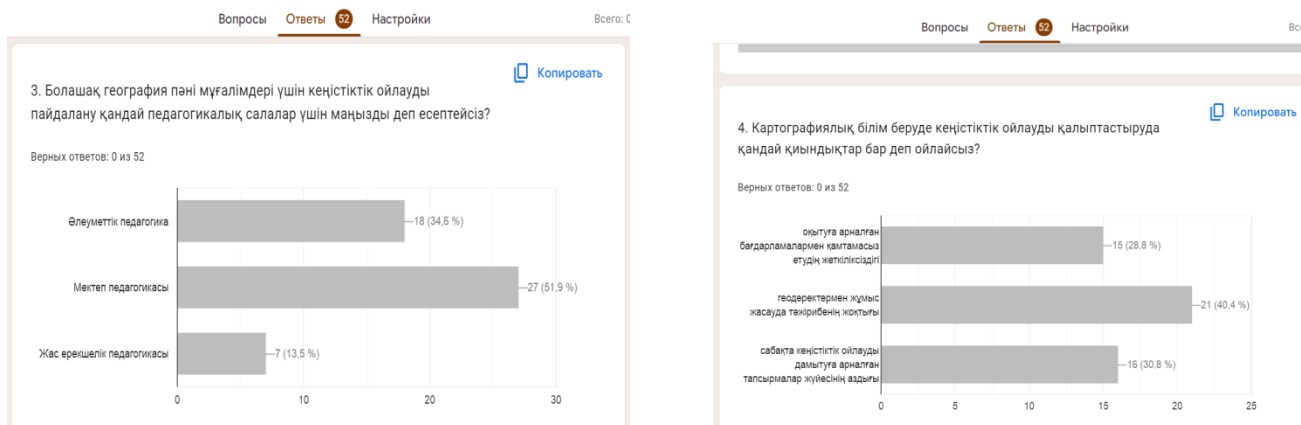 Вопросы Ответы 52 Настройки Всего: 0
Копировать
3. Болашақ география пәні мұғалімдері үшін кеңістіктік ойлауды
пайдалану қандай педагогикалық салалар үшін маңызды деп есептейсіз?
Верных ответов: 0 из 52
Әлеуметтік педагогика
18 (34,6 %)
Мектеп педагогикасы
27 (51,9 %)
Жас ерекшелік педагогикасы
7 (13,5 %)
0 10 20 30
Вопросы Ответы 52 Настройки Все
Копировать
4. Картографиялық білім беруде кеңістіктік ойлауды қалыптастыруда
қандай қиындықтар бар деп ойлайсыз?
Верных ответов: 0 из 52
оқытуға арналған
бағдарламалармен қамтамасыз
етудің жеткіліксіздігі
15 (28,8 %)
геодеректермен жұмыс
жасауда тәжірибенің жоқтығы
21 (40,4 %)
сабақта кеңістіктік ойлауды
дамытуға арналған
тапсырмалар жүйесінің аздығы
16 (30,8 %)
0 5 10 15 20 25